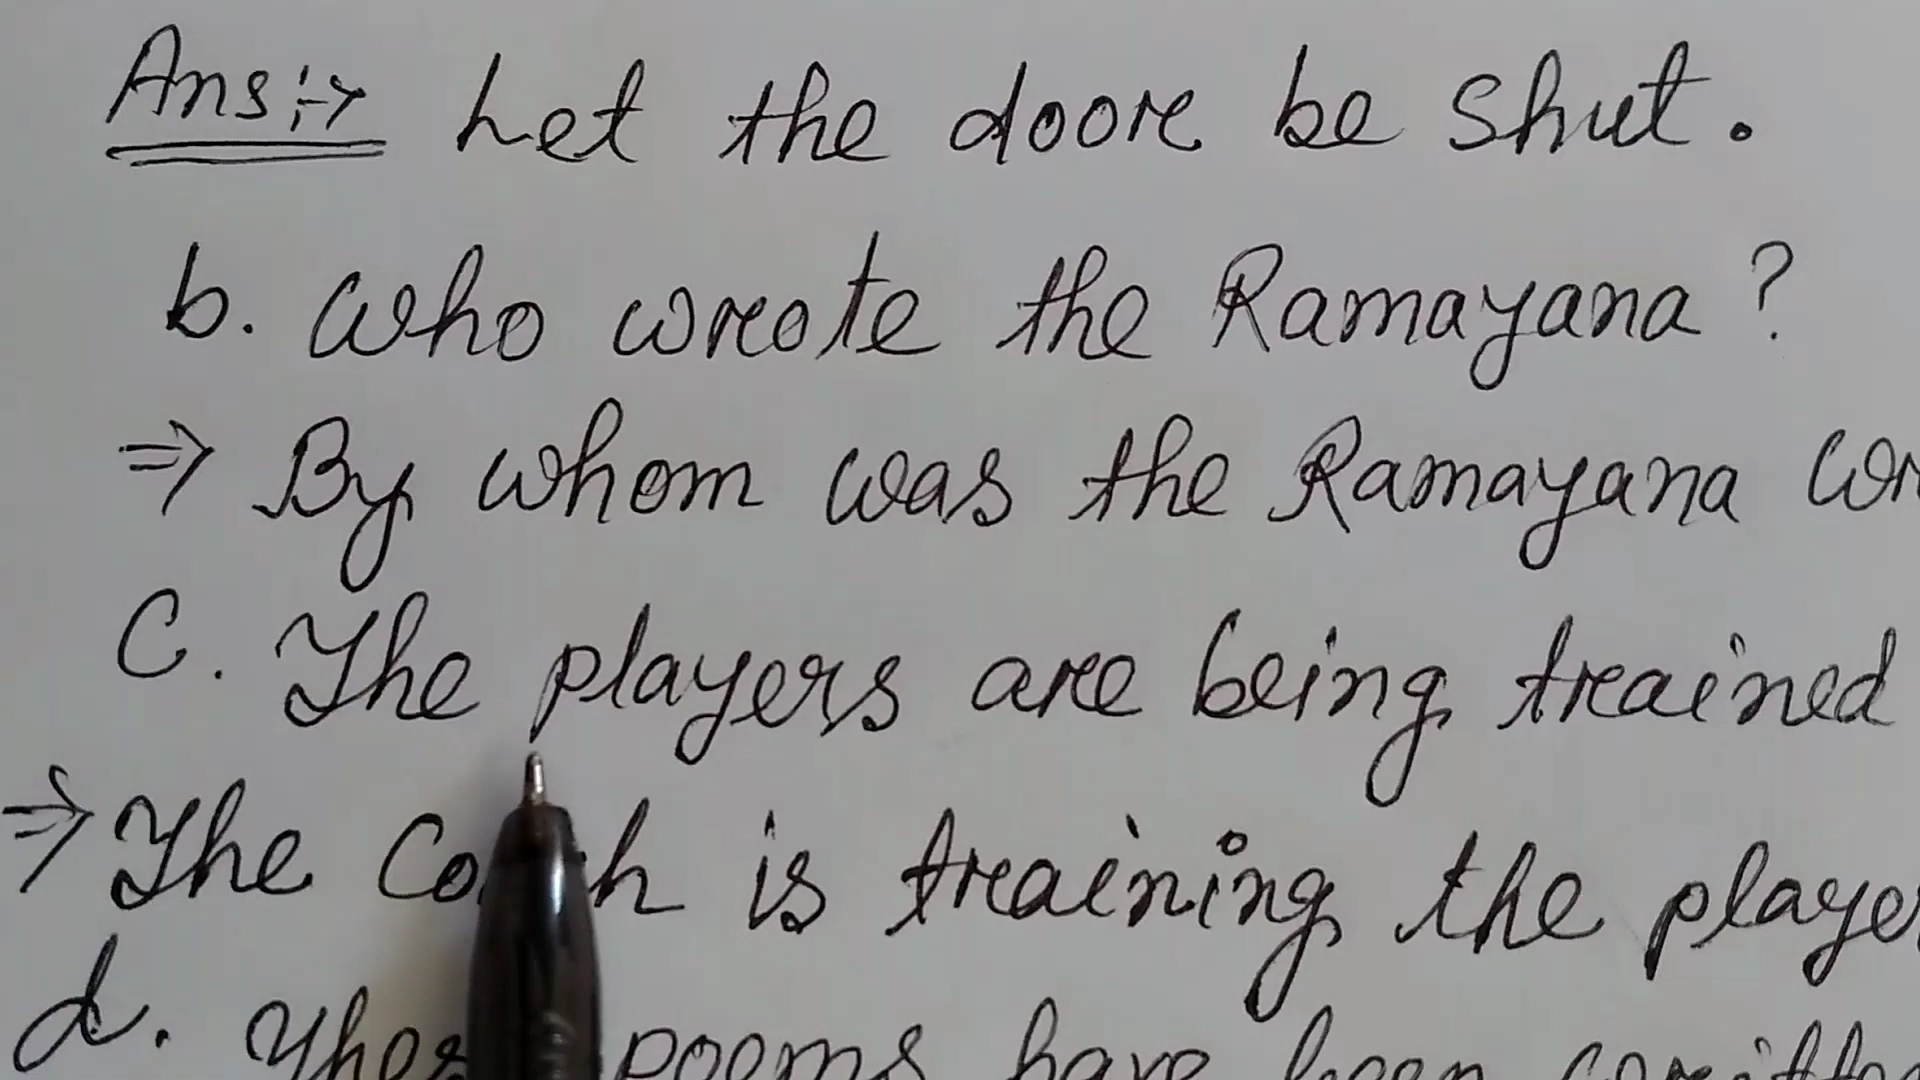 Ans:→ Let the door be shut.
b. Who wrote the Ramayana?
⇒ By whom was the Ramayana
C. The players are being trained
⇒ The is training the
d. poems have been